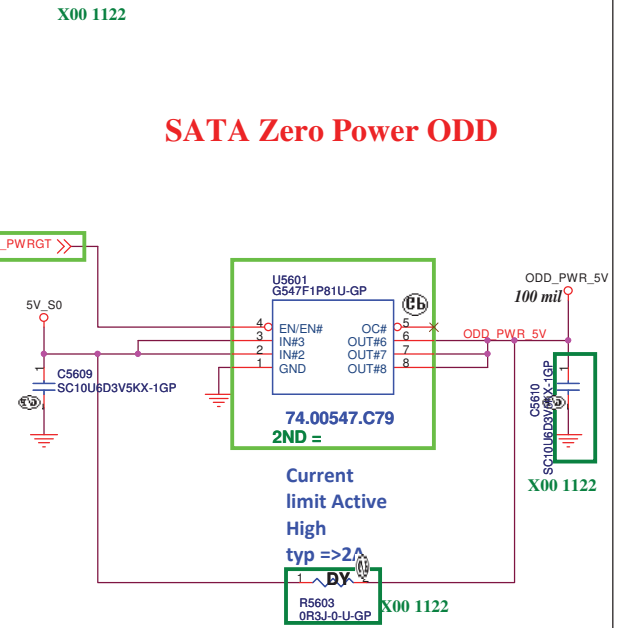 X00 1122
SATA Zero Power ODD
_PWRGT
U5601
G547F1P81U-GP
ODD_PWR_5V
100 mil
5V_S0
4 EN/EN# OC# 5
3 IN#3 OUT#6 6
2 IN#2 OUT#7 7
1 GND OUT#8 8
ODD_PWR_5V
1
C5609
SC10U6D3V5KX-1GP
1
C5610
74.00547.C79
2ND =
X00 1122
Current
limit Active
High
typ =>2A
1 DY 2
R5603
0R3J-0-U-GP
X00 1122